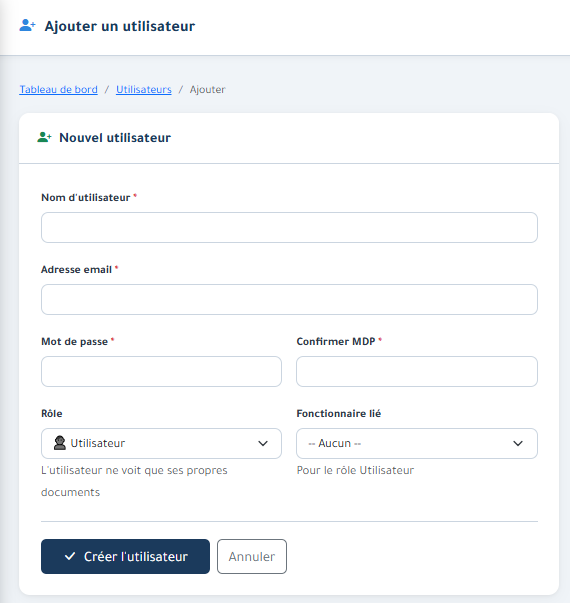 Ajouter un utilisateur
Tableau de bord / Utilisateurs / Ajouter
Nouvel utilisateur
Nom d'utilisateur *
Adresse email *
Mot de passe * Confirmer MDP *
Rôle Fonctionnaire lié
Utilisateur -- Aucun --
L'utilisateur ne voit que ses propres Pour le rôle Utilisateur
documents
Créer l'utilisateur Annuler